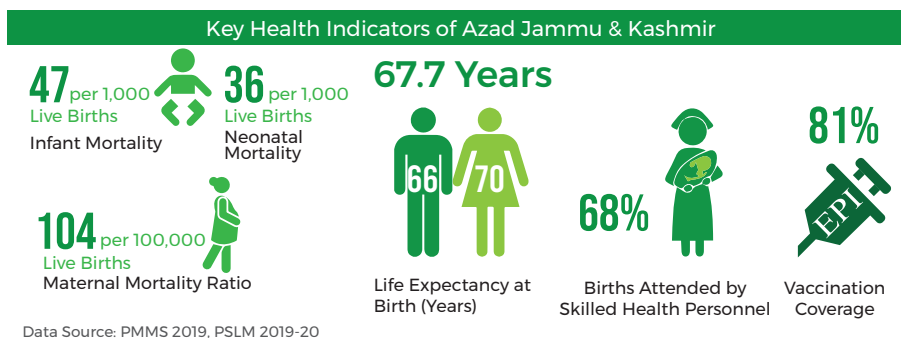 Key Health Indicators of Azad Jammu & Kashmir
47 per 1,000
Live Births
Infant Mortality
36 per 1,000
Live Births
Neonatal
Mortality
104 per 100,000
Live Births
Maternal Mortality Ratio
67.7 Years
66 70
Life Expectancy at
Birth (Years)
68%
Births Attended by
Skilled Health Personnel
81%
EPI
Vaccination
Coverage
Data Source: PMMS 2019, PSLM 2019-20